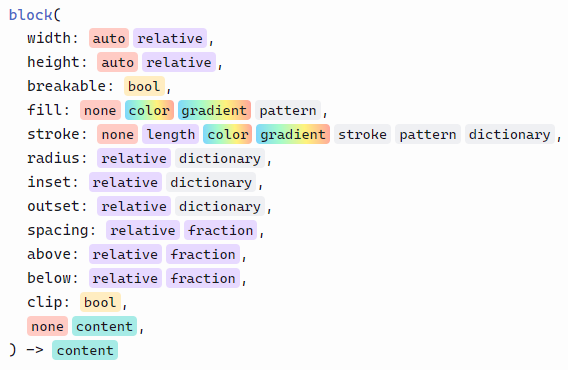 block(
width: auto relative,
height: auto relative,
breakable: bool,
fill: none color gradient pattern,
stroke: none length color gradient stroke pattern dictionary,
radius: relative dictionary,
inset: relative dictionary,
outset: relative dictionary,
spacing: relative fraction,
above: relative fraction,
below: relative fraction,
clip: bool,
none content,
) -> content